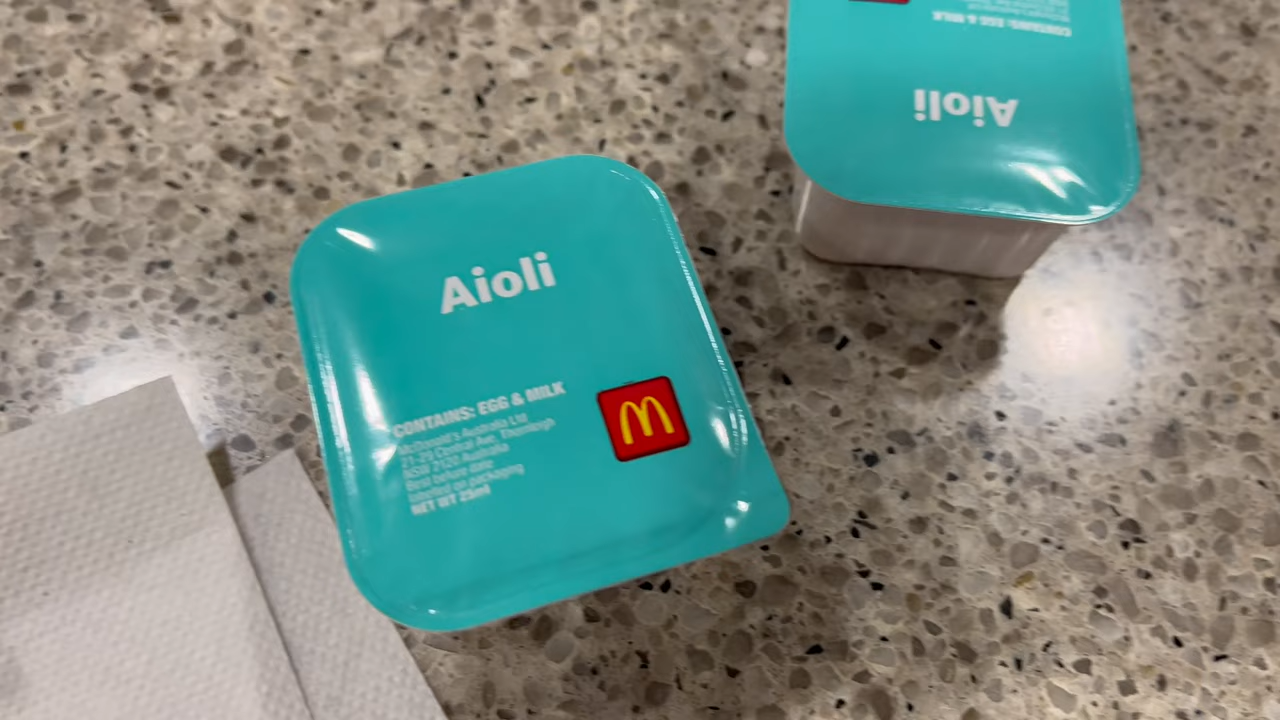 Aioli
CONTAINS: EGG & MILK
McDonald's Australia Ltd
21-29 Central Ave, Thornleigh
NSW 2120 Australia
Best before date
labelled on packaging
NET WT 25ml
Aioli
CONTAINS: EGG & MILK